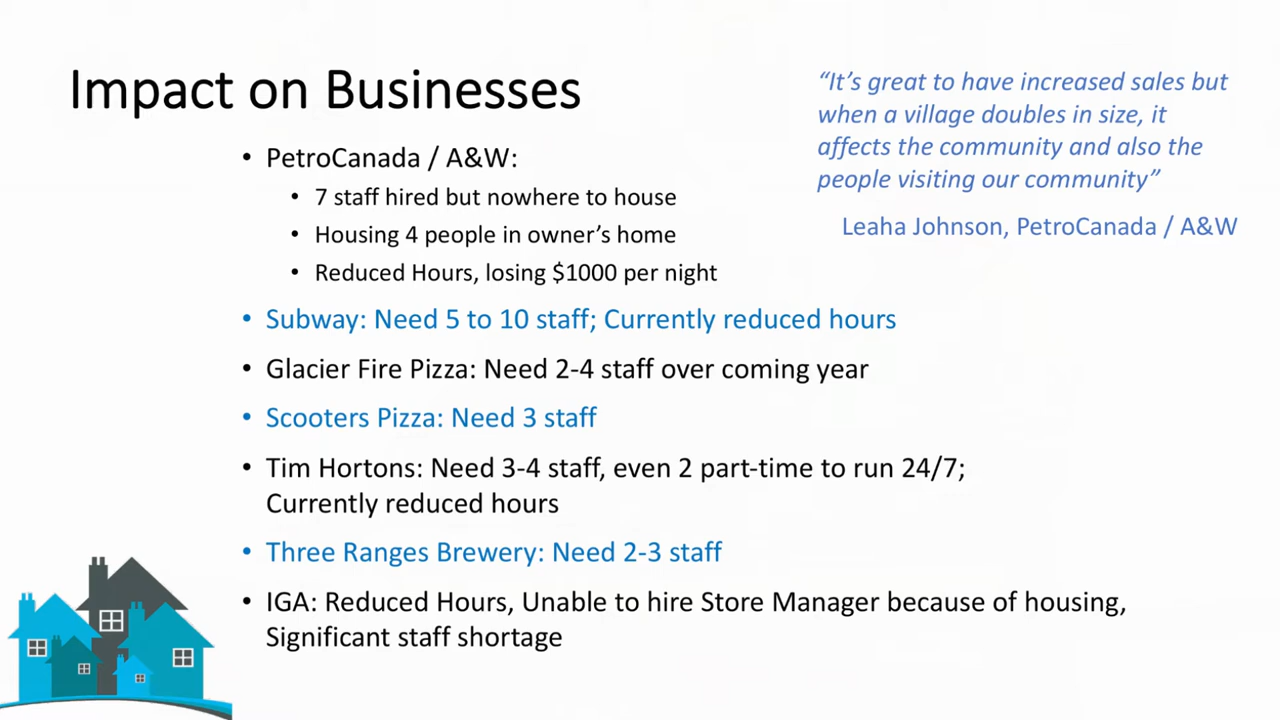 Impact on Businesses
“It’s great to have increased sales but
when a village doubles in size, it
affects the community and also the
people visiting our community”
Leaha Johnson, PetroCanada / A&W
• PetroCanada / A&W:
• 7 staff hired but nowhere to house
• Housing 4 people in owner’s home
• Reduced Hours, losing $1000 per night
• Subway: Need 5 to 10 staff; Currently reduced hours
• Glacier Fire Pizza: Need 2-4 staff over coming year
• Scooters Pizza: Need 3 staff
• Tim Hortons: Need 3-4 staff, even 2 part-time to run 24/7;
Currently reduced hours
• Three Ranges Brewery: Need 2-3 staff
• IGA: Reduced Hours, Unable to hire Store Manager because of housing,
Significant staff shortage